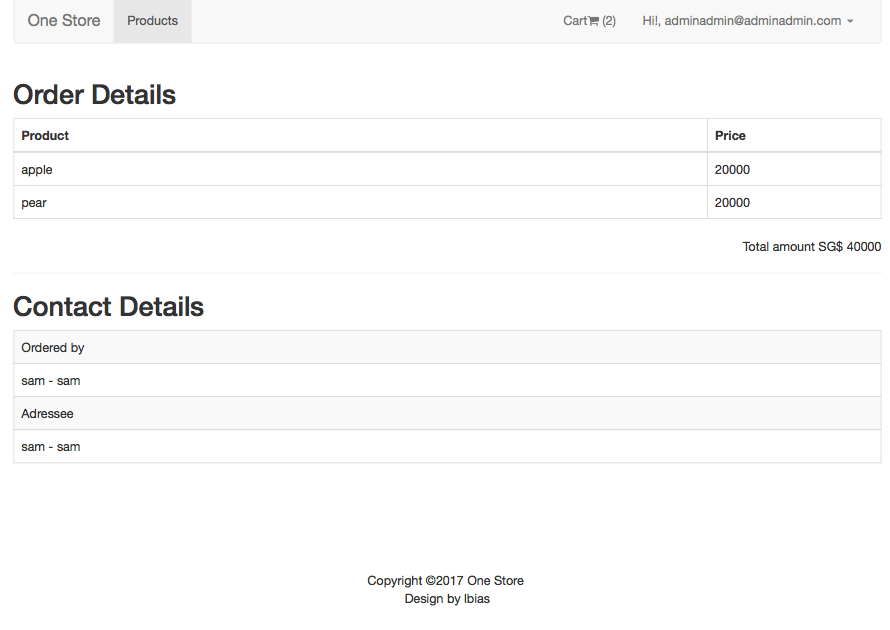 One Store Products Cart (2) Hi!, adminadmin@adminadmin.com
Order Details
Product Price
apple 20000
pear 20000
Total amount SG$ 40000
Contact Details
Ordered by
sam - sam
Adressee
sam - sam
Copyright ©2017 One Store
Design by Ibias